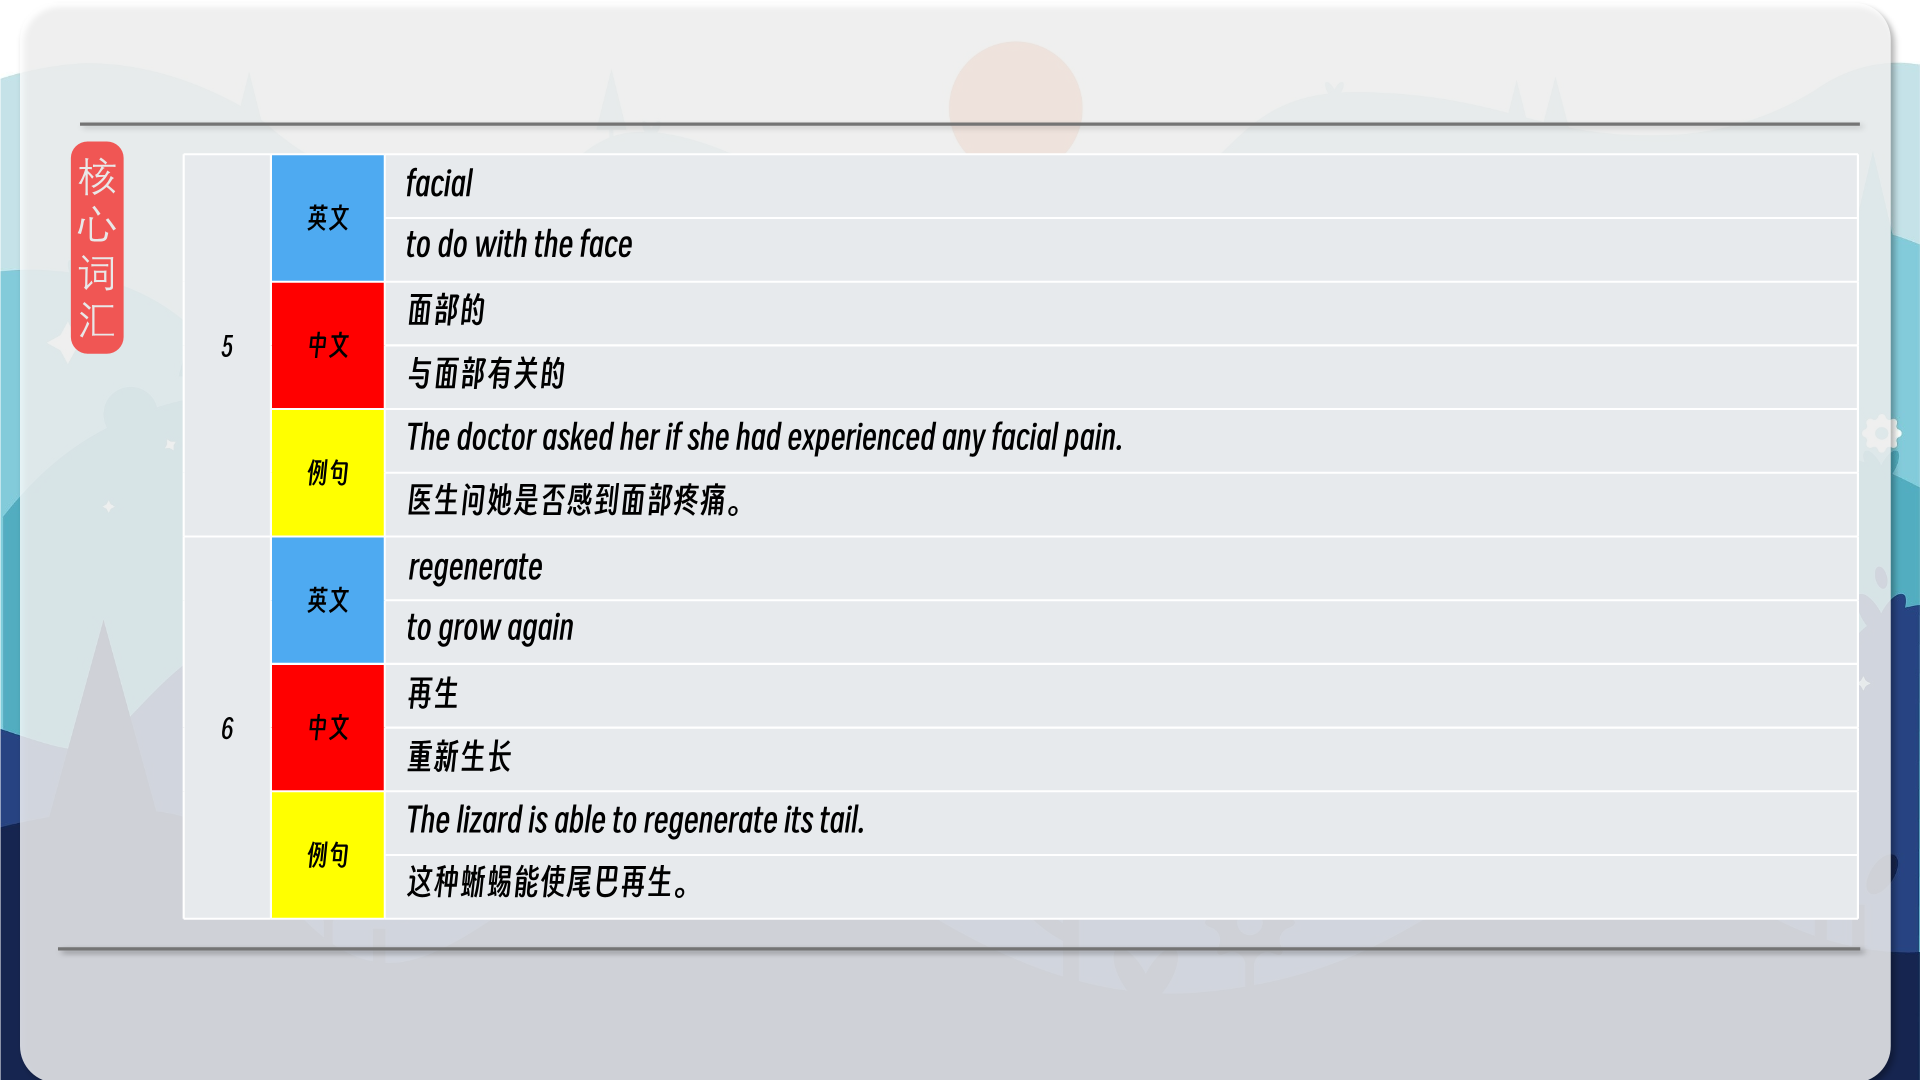 核
心
词
汇
5
英文
facial
to do with the face
中文
面部的
与面部有关的
例句
The doctor asked her if she had experienced any facial pain.
医生问她是否感到面部疼痛。
6
英文
regenerate
to grow again
中文
再生
重新生长
例句
The lizard is able to regenerate its tail.
这种蜥蜴能使尾巴再生。